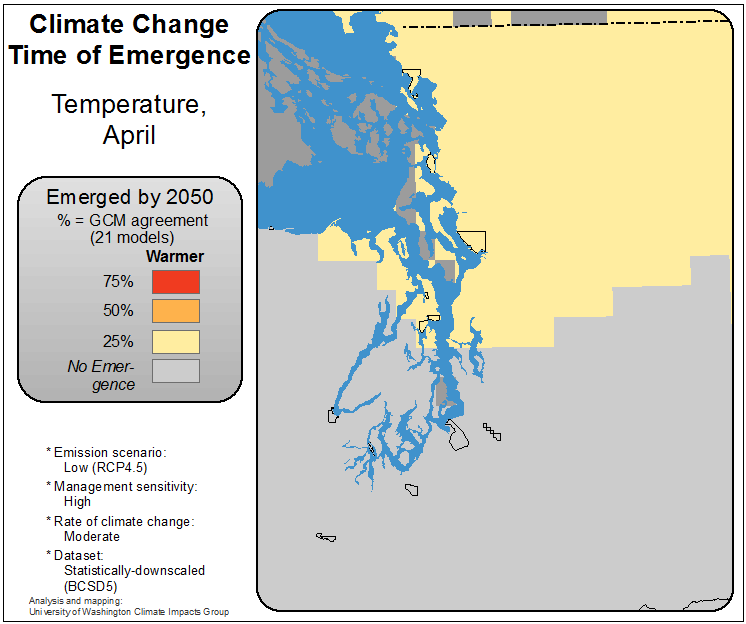 Climate Change
Time of Emergence
Temperature,
April
Emerged by 2050
% = GCM agreement
(21 models)
Warmer
75%
50%
25%
No Emer-
gence
* Emission scenario:
Low (RCP4.5)
* Management sensitivity:
High
* Rate of climate change:
Moderate
* Dataset:
Statistically-downscaled
(BCSD5)
Analysis and mapping:
University of Washington Climate Impacts Group